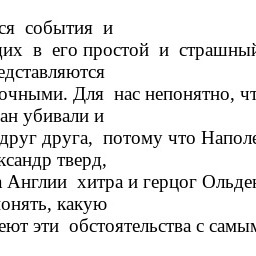 ся события и
их в его простой и страшный
едставляются
очными. Для нас непонятно, чт
ан убивали и
друг друга, потому что Наполе
ксандр тверд,
Англии хитра и герцог Ольден
онять, какую
еют эти обстоятельства с самым